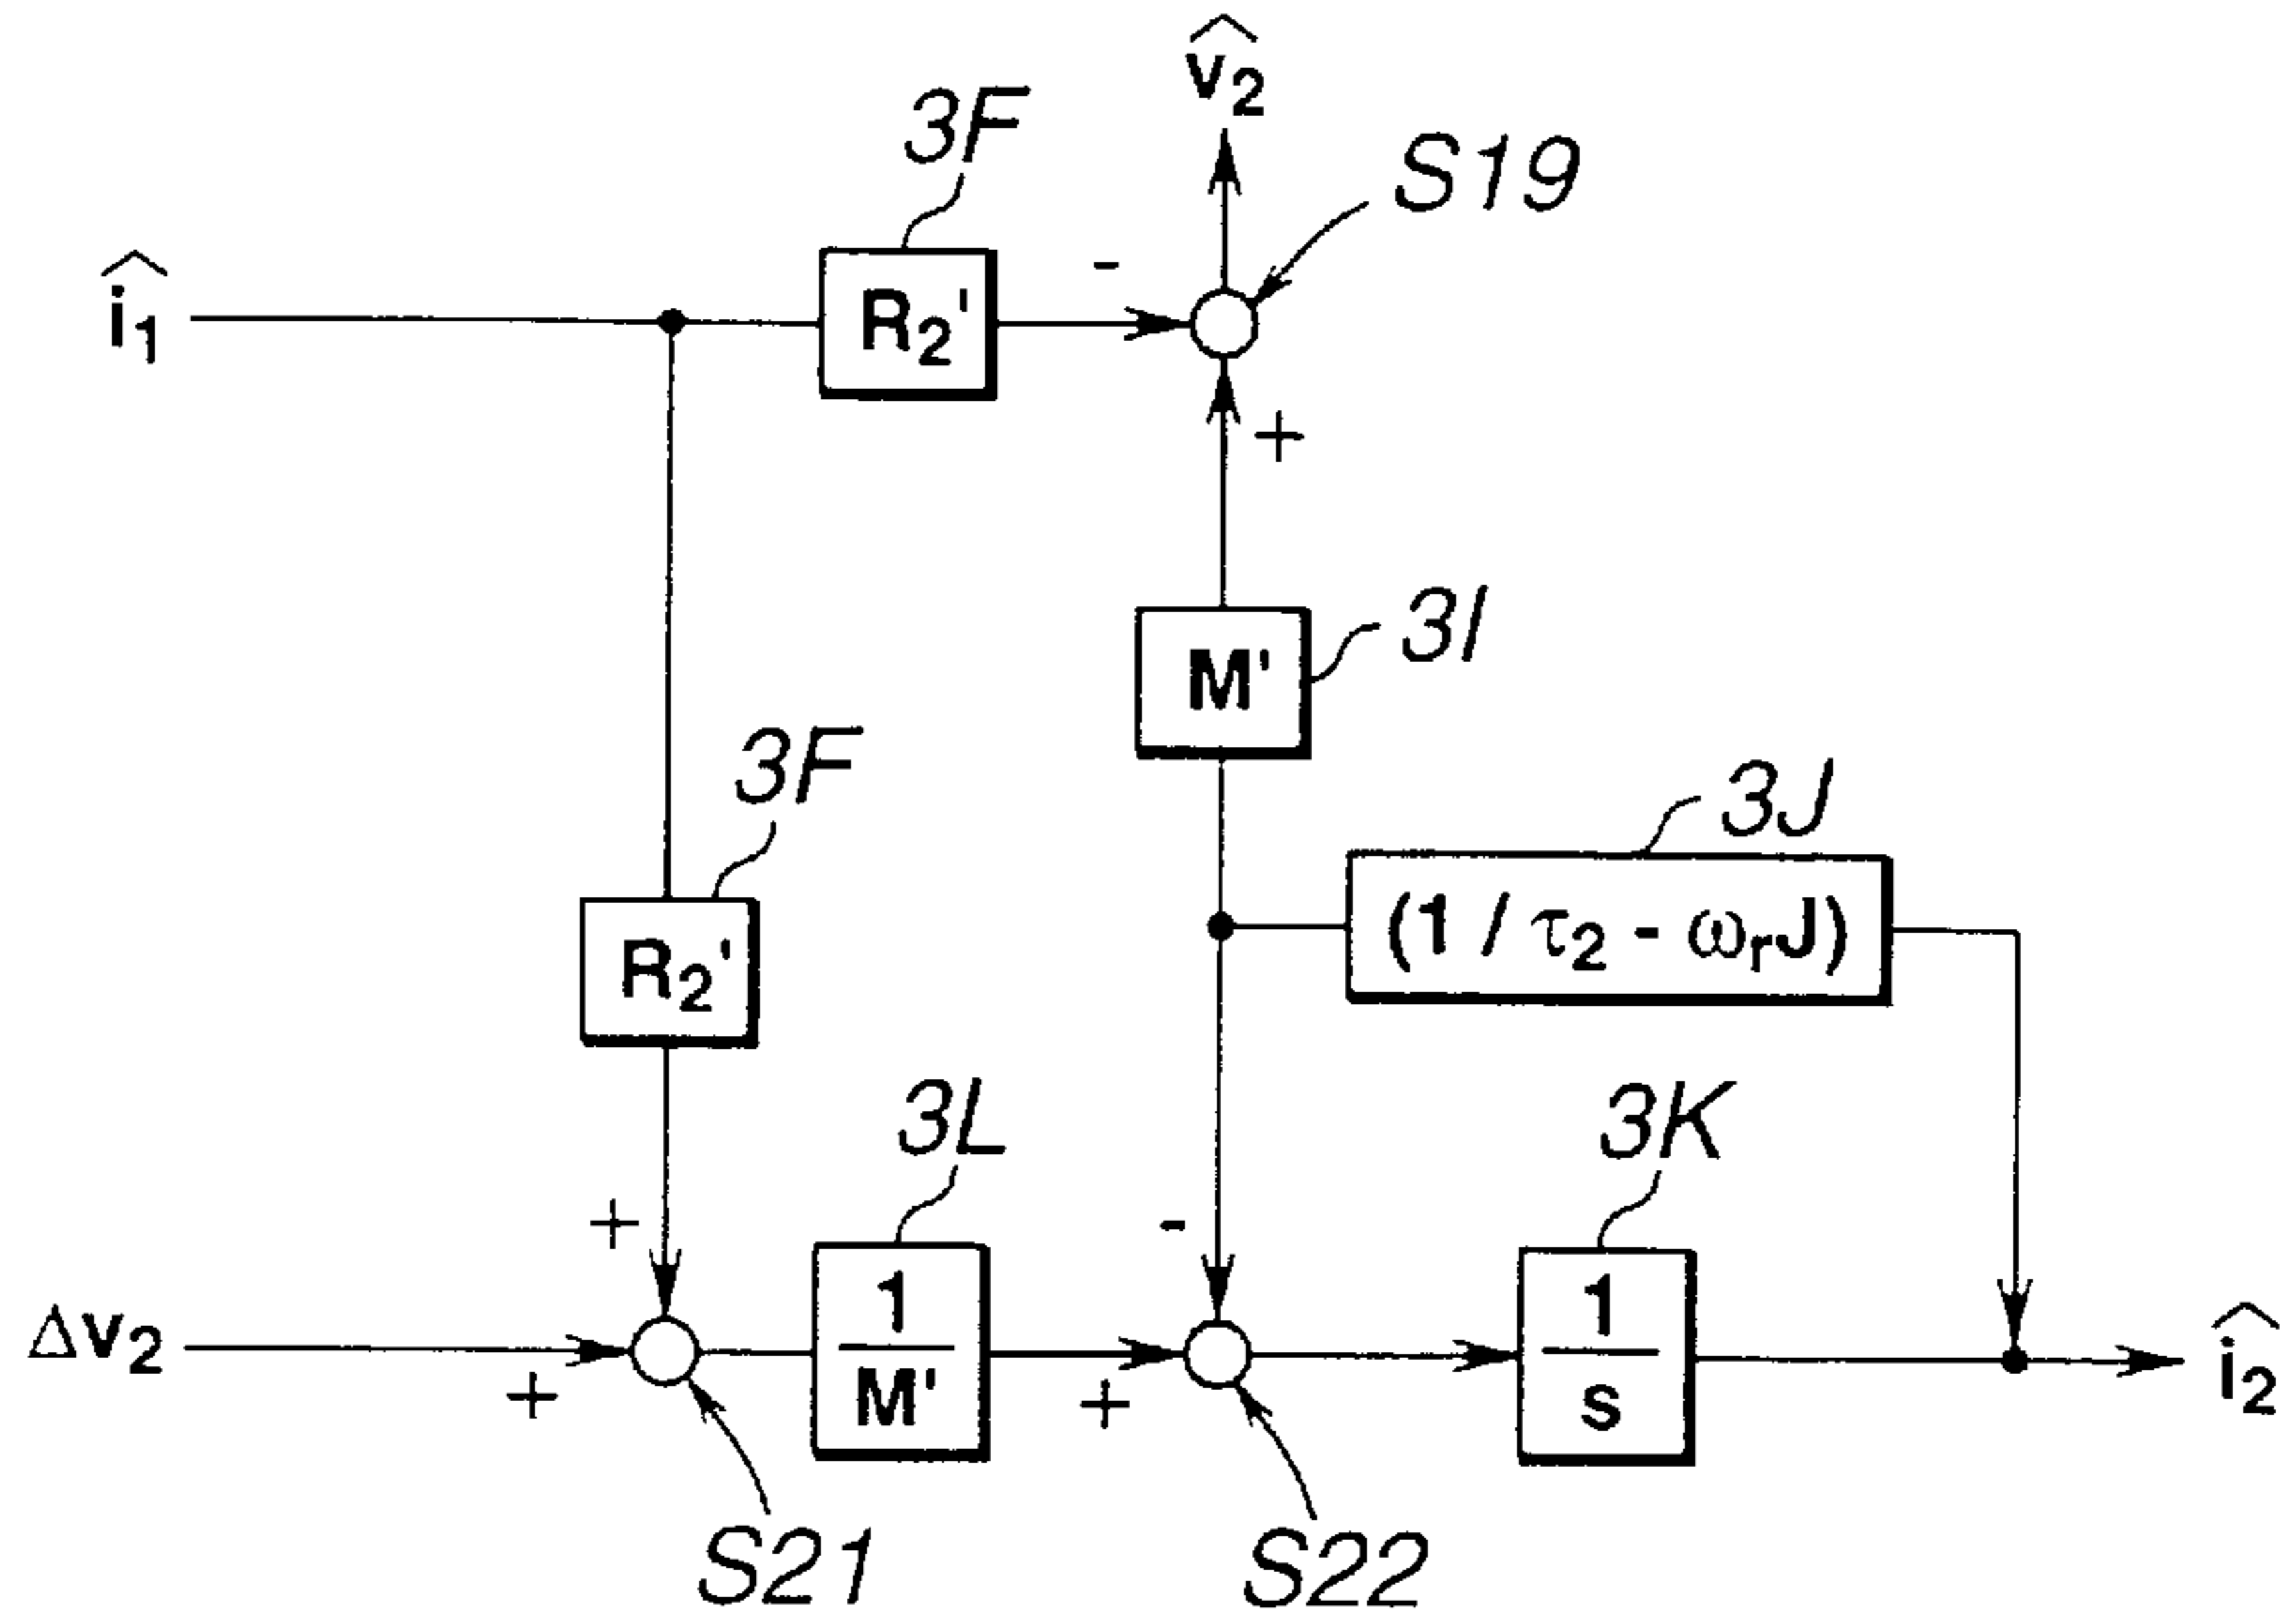 v̂₂
3F
S19
î₁
R₂'
-
+
M'
3I
3F
3J
R₂'
(1 / τ₂ - ωᵣJ)
3L
3K
+
-
Δv₂
+
1
M'
+
1
s
î₂
S21
S22